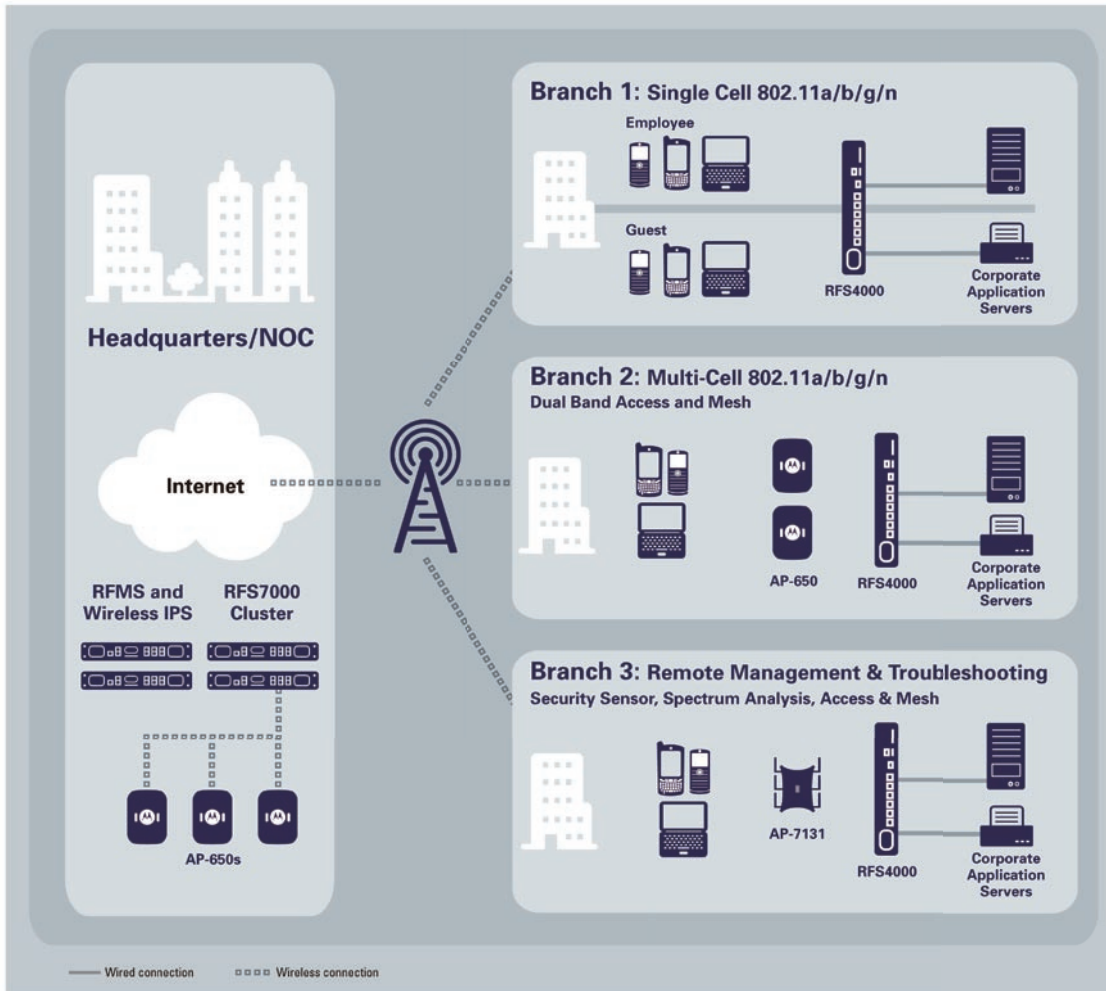 Headquarters/NOC
Internet
RFMS and
Wireless IPS
RFS7000
Cluster
AP-650s
Branch 1: Single Cell 802.11a/b/g/n
Employee
Guest
RFS4000
Corporate
Application
Servers
Branch 2: Multi-Cell 802.11a/b/g/n
Dual Band Access and Mesh
AP-650
RFS4000
Corporate
Application
Servers
Branch 3: Remote Management & Troubleshooting
Security Sensor, Spectrum Analysis, Access & Mesh
AP-7131
RFS4000
Corporate
Application
Servers
Wired connection
Wireless connection